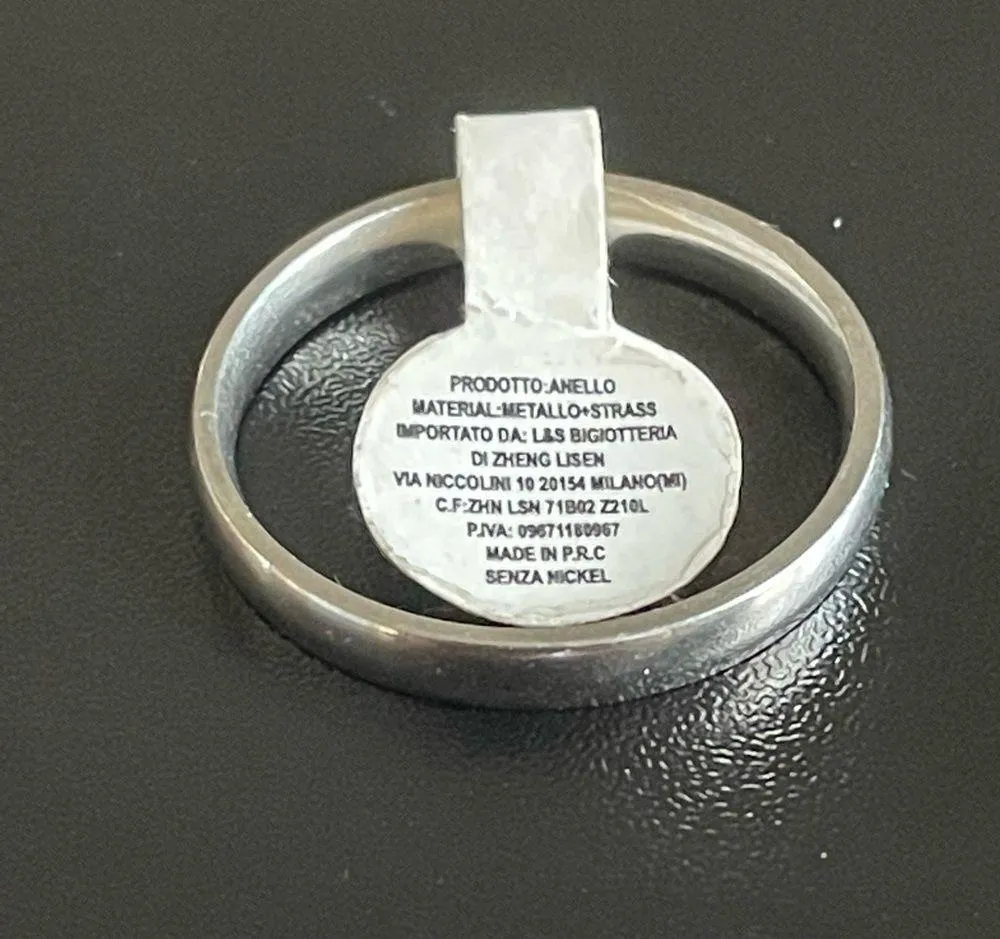 PRODOTTO:ANELLO
MATERIAL:METALLO+STRASS
IMPORTATO DA: L&S BIGIOTTERIA
DI ZHENG LISEN
VIA NICCOLINI 10 20154 MILANO(MI)
C.F:ZHN LSN 71B02 Z210L
P.IVA: 09671180967
MADE IN P.R.C
SENZA NICKEL